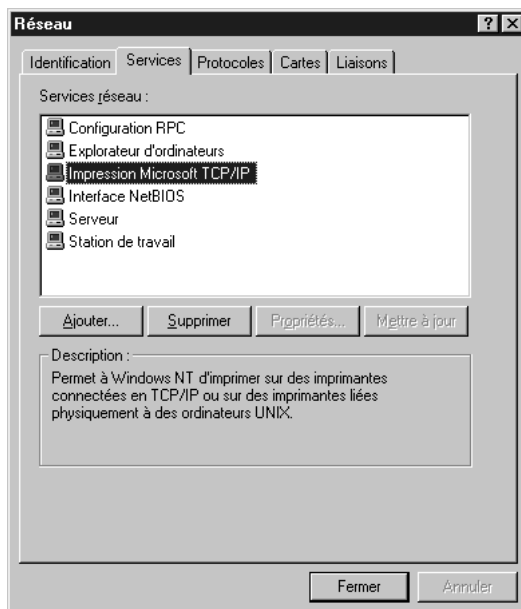 Réseau
Identification Services Protocoles Cartes Liaisons
Services réseau :
Configuration RPC
Explorateur d'ordinateurs
Impression Microsoft TCP/IP
Interface NetBIOS
Serveur
Station de travail
Ajouter... Supprimer Propriétés... Mettre à jour
Description :
Permet à Windows NT d'imprimer sur des imprimantes
connectées en TCP/IP ou sur des imprimantes liées
physiquement à des ordinateurs UNIX.
Fermer Annuler